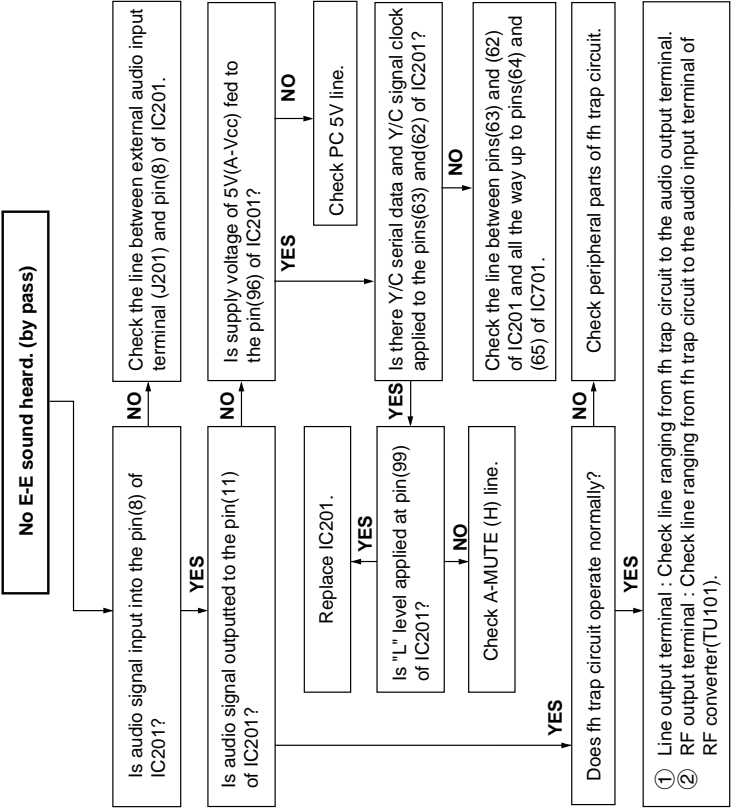 No E-E sound heard. (by pass)
Is audio signal input into the pin(8) of
IC201?
NO
Check the line between external audio input
terminal (J201) and pin(8) of IC201.
YES
Is audio signal outputted to the pin(11)
of IC201?
NO
Is supply voltage of 5V(A-Vcc) fed to
the pin(96) of IC201?
NO
Check PC 5V line.
YES
Is there Y/C serial data and Y/C signal clock
applied to the pins(63) and(62) of IC201?
NO
Check the line between pins(63) and (62)
of IC201 and all the way up to pins(64) and
(65) of IC701.
YES
Is "L" level applied at pin(99)
of IC201?
YES
Replace IC201.
NO
Check A-MUTE (H) line.
YES
Does fh trap circuit operate normally?
NO
Check peripheral parts of fh trap circuit.
YES
① Line output terminal : Check line ranging from fh trap circuit to the audio output terminal.
② RF output terminal : Check line ranging from fh trap circuit to the audio input terminal of
RF converter(TU101).